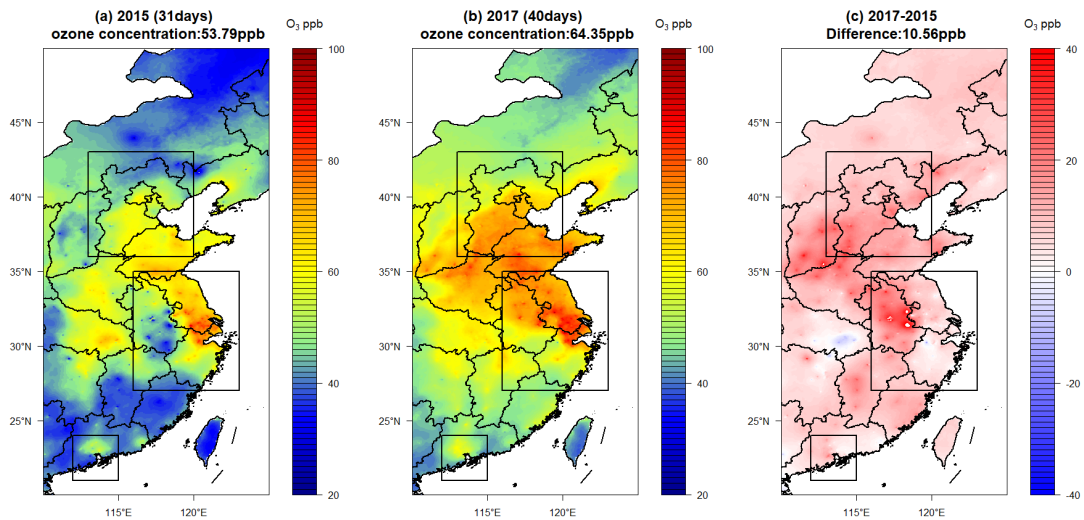 (a) 2015 (31days)
ozone concentration:53.79ppb
O3 ppb
100
80
60
40
20
45°N
40°N
35°N
30°N
25°N
115°E
120°E
(b) 2017 (40days)
ozone concentration:64.35ppb
O3 ppb
100
80
60
40
20
45°N
40°N
35°N
30°N
25°N
115°E
120°E
(c) 2017-2015
Difference:10.56ppb
O3 ppb
40
20
0
-20
-40
45°N
40°N
35°N
30°N
25°N
115°E
120°E